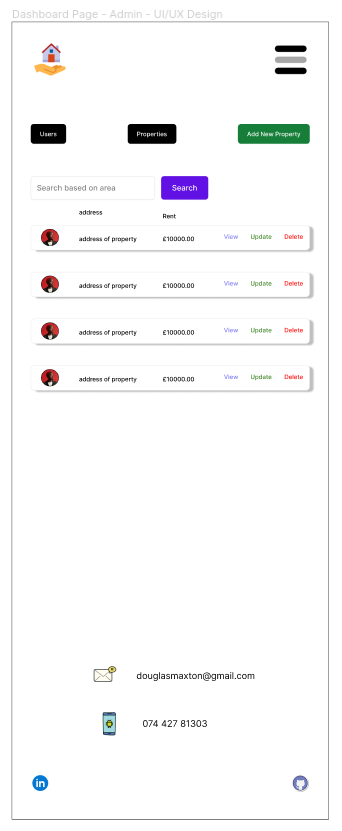 Dashboard Page - Admin - UI/UX Design
Users Properties Add New Property
Search based on area Search
address Rent
address of property £10000.00 View Update Delete
address of property £10000.00 View Update Delete
address of property £10000.00 View Update Delete
address of property £10000.00 View Update Delete
douglasmaxton@gmail.com
074 427 81303
in